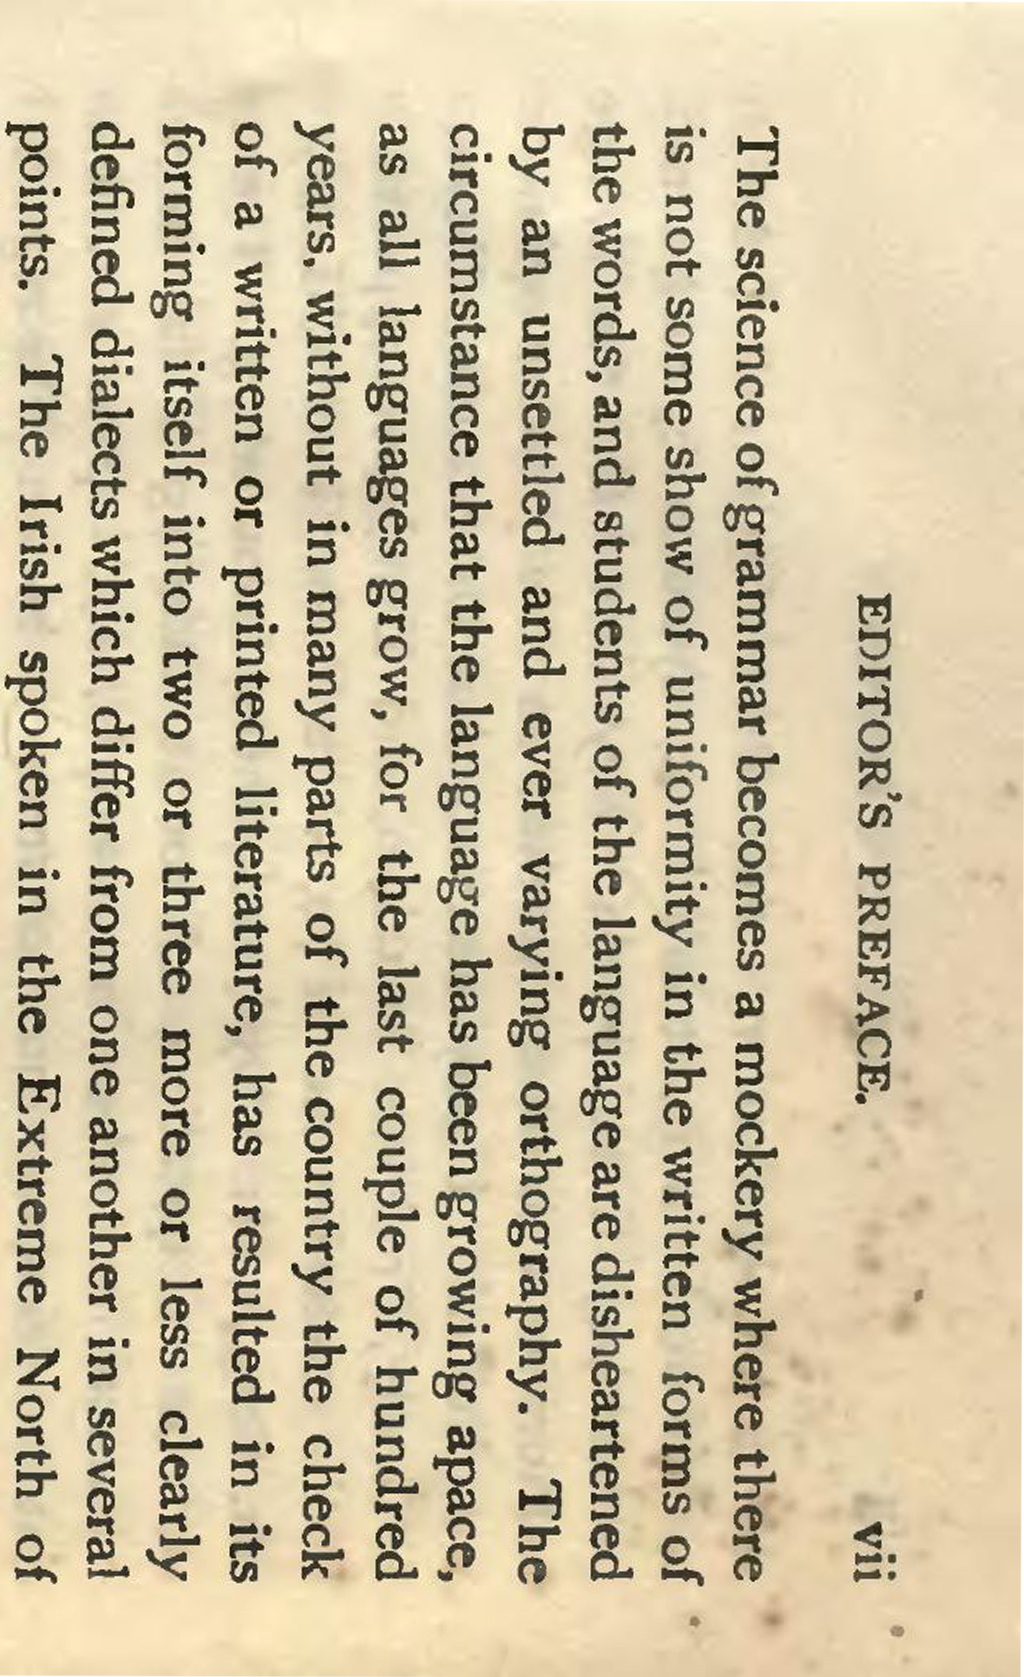 EDITOR'S PREFACE. vii
The science of grammar becomes a mockery where there
is not some show of uniformity in the written forms of
the words, and students of the language are disheartened
by an unsettled and ever varying orthography. The
circumstance that the language has been growing apace,
as all languages grow, for the last couple of hundred
years, without in many parts of the country the check
of a written or printed literature, has resulted in its
forming itself into two or three more or less clearly
defined dialects which differ from one another in several
points. The Irish spoken in the Extreme North of